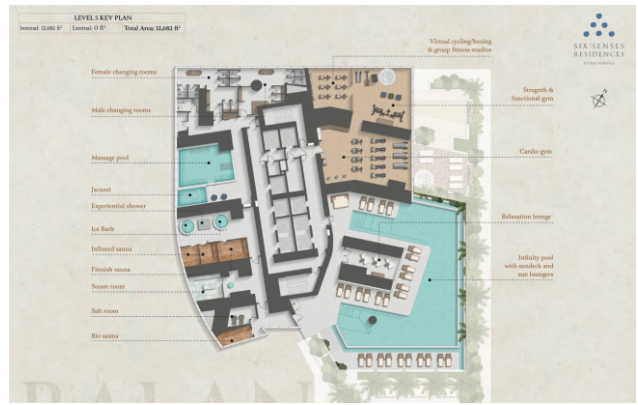 LEVEL 5 KEY PLAN
Internal: 12,682 ft² External: 0 ft² Total Area: 12,682 ft²
SIX SENSES
RESIDENCES
DUBAI MARINA
Virtual cycling/boxing
& group fitness studios
Female changing rooms
Male changing rooms
Massage pool
Jacuzzi
Experiential shower
Ice Bath
Infrared sauna
Finnish sauna
Steam room
Salt room
Bio sauna
Strength &
functional gym
Cardio gym
Relaxation lounge
Infinity pool
with sundeck and
sun loungers
BALAN